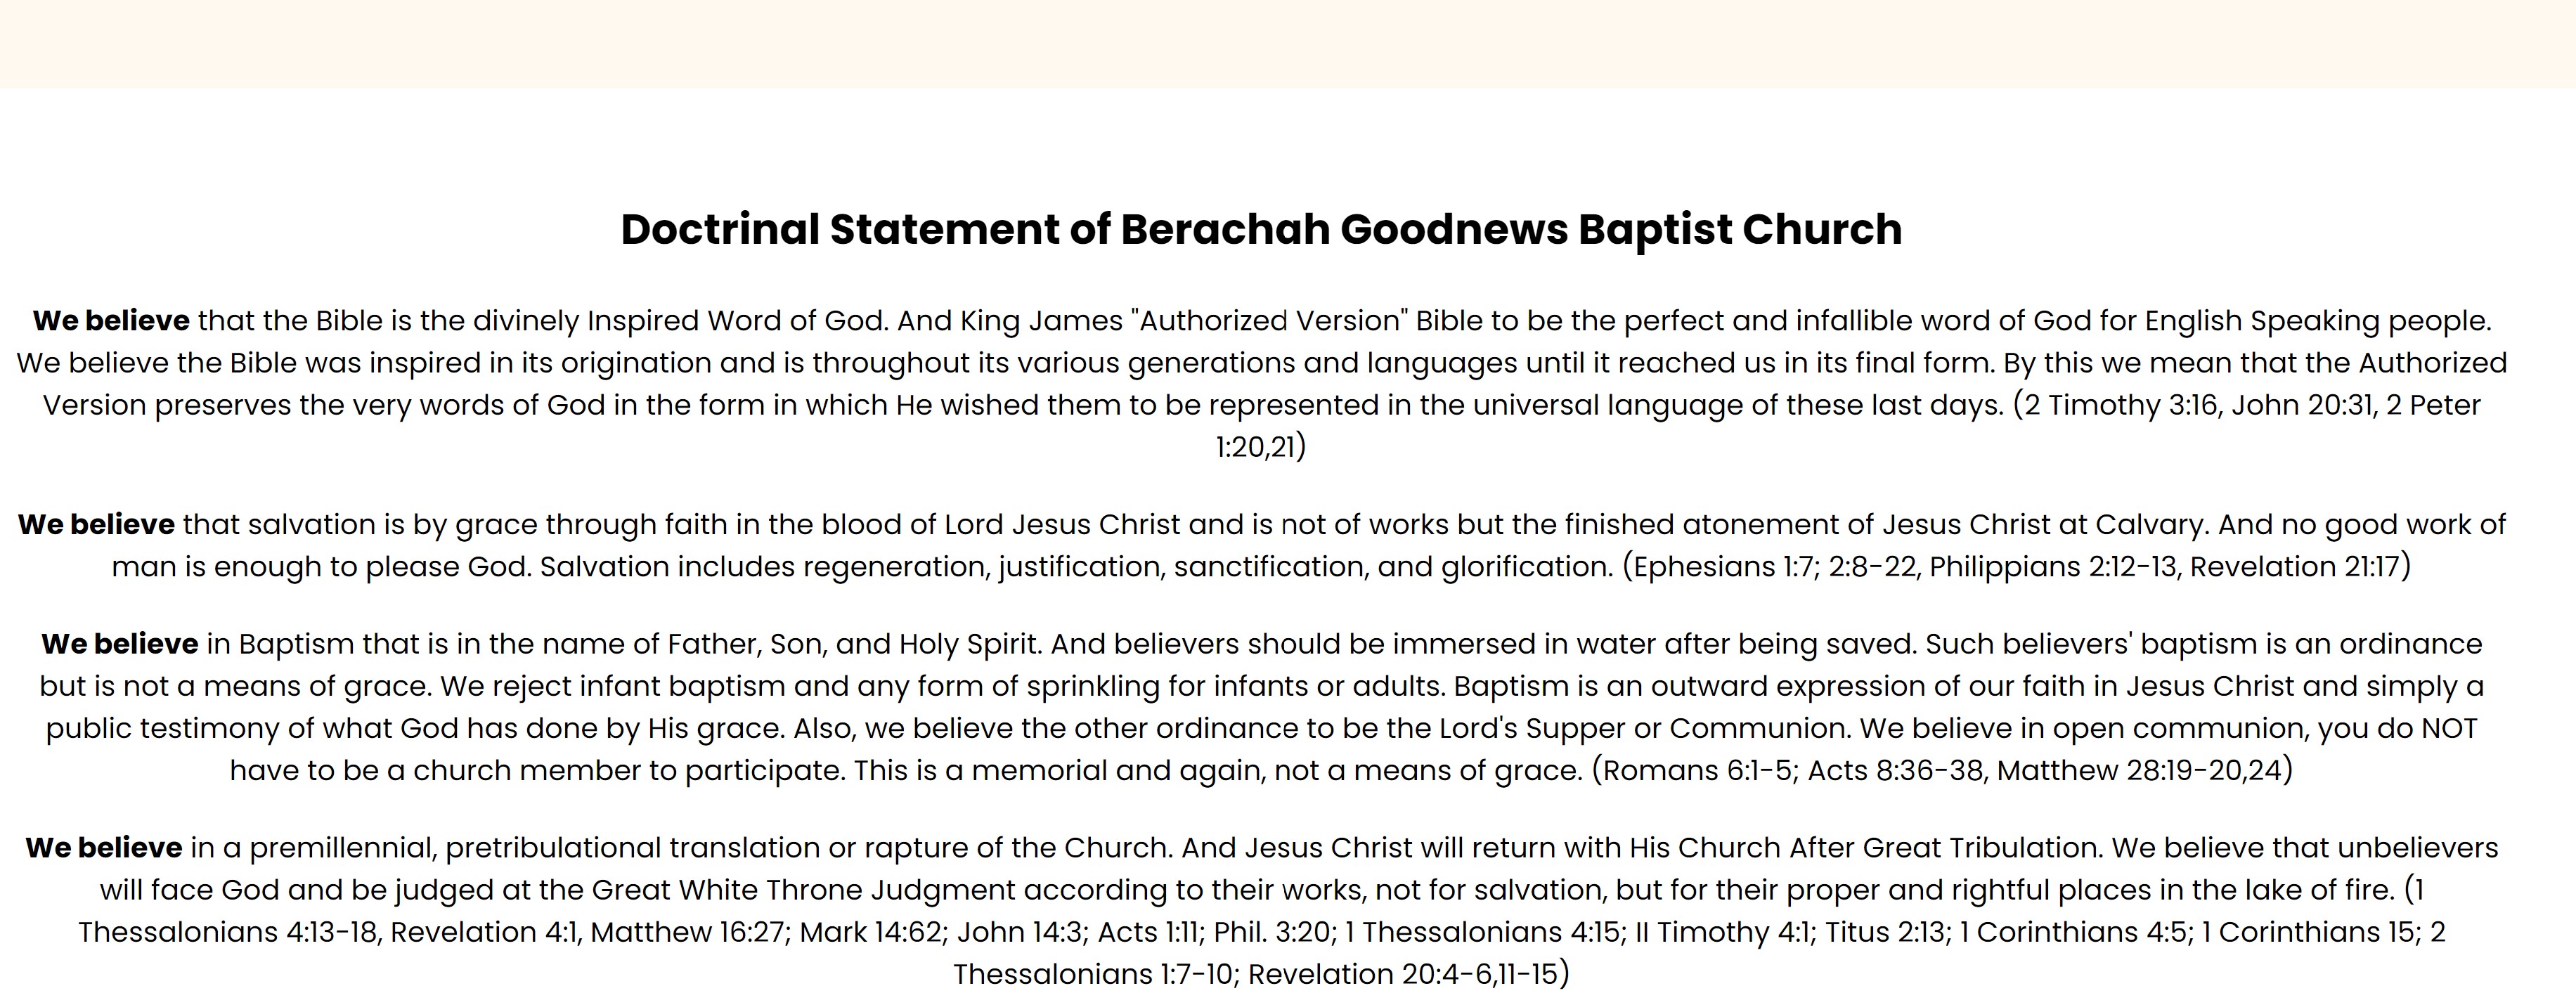 Doctrinal Statement of Berachah Goodnews Baptist Church
We believe that the Bible is the divinely Inspired Word of God. And King James "Authorized Version" Bible to be the perfect and infallible word of God for English Speaking people.
We believe the Bible was inspired in its origination and is throughout its various generations and languages until it reached us in its final form. By this we mean that the Authorized
Version preserves the very words of God in the form in which He wished them to be represented in the universal language of these last days. (2 Timothy 3:16, John 20:31, 2 Peter
1:20,21)
We believe that salvation is by grace through faith in the blood of Lord Jesus Christ and is not of works but the finished atonement of Jesus Christ at Calvary. And no good work of
man is enough to please God. Salvation includes regeneration, justification, sanctification, and glorification. (Ephesians 1:7; 2:8-22, Philippians 2:12-13, Revelation 21:17)
We believe in Baptism that is in the name of Father, Son, and Holy Spirit. And believers should be immersed in water after being saved. Such believers' baptism is an ordinance
but is not a means of grace. We reject infant baptism and any form of sprinkling for infants or adults. Baptism is an outward expression of our faith in Jesus Christ and simply a
public testimony of what God has done by His grace. Also, we believe the other ordinance to be the Lord's Supper or Communion. We believe in open communion, you do NOT
have to be a church member to participate. This is a memorial and again, not a means of grace. (Romans 6:1-5; Acts 8:36-38, Matthew 28:19-20,24)
We believe in a premillennial, pretribulational translation or rapture of the Church. And Jesus Christ will return with His Church After Great Tribulation. We believe that unbelievers
will face God and be judged at the Great White Throne Judgment according to their works, not for salvation, but for their proper and rightful places in the lake of fire. (1
Thessalonians 4:13-18, Revelation 4:1, Matthew 16:27; Mark 14:62; John 14:3; Acts 1:11; Phil. 3:20; 1 Thessalonians 4:15; II Timothy 4:1; Titus 2:13; 1 Corinthians 4:5; 1 Corinthians 15; 2
Thessalonians 1:7-10; Revelation 20:4-6,11-15)